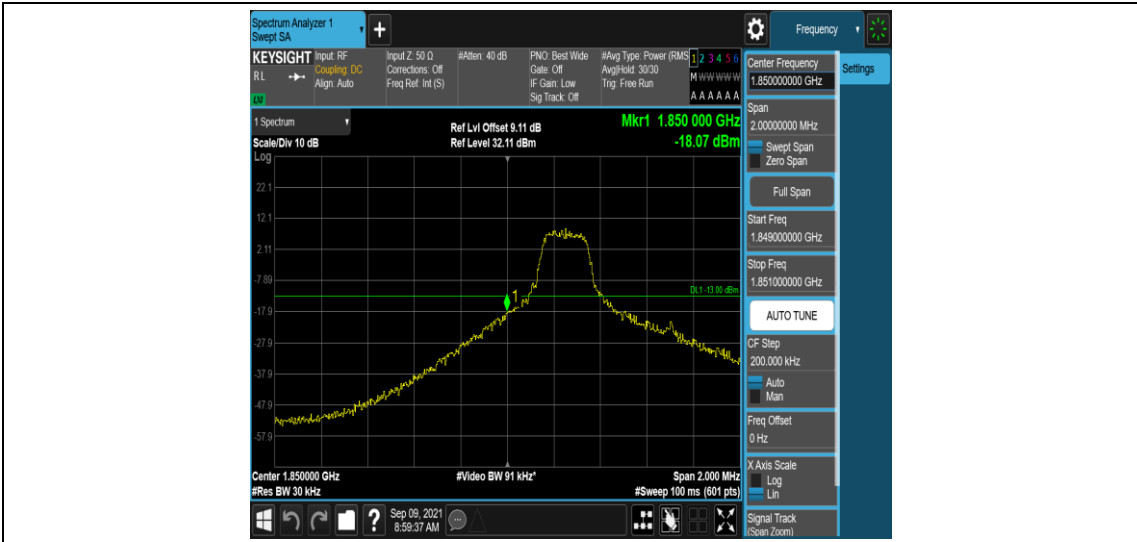 Spectrum Analyzer 1
Swept SA
+
Frequency
KEYSIGHT
RL
LXI
Input: RF
Coupling: DC
Align: Auto
Input Z: 50 Ω
Corrections: Off
Freq Ref: Int (S)
#Atten: 40 dB
PNO: Best Wide
Gate: Off
IF Gain: Low
Sig Track: Off
#Avg Type: Power (RMS
Avg|Hold: 30/30
Trig: Free Run
1 2 3 4 5 6
M W W W W W
A A A A A A
1 Spectrum
Scale/Div 10 dB
Log
Ref Lvl Offset 9.11 dB
Ref Level 32.11 dBm
Mkr1 1.850 000 GHz
-18.07 dBm
22.1
12.1
2.11
-7.89
-17.9
-27.9
-37.9
-47.9
-57.9
1
DL1 -13.00 dBm
Center 1.850000 GHz
#Res BW 30 kHz
#Video BW 91 kHz*
Span 2.000 MHz
#Sweep 100 ms (601 pts)
Center Frequency
1.850000000 GHz
Settings
Span
2.00000000 MHz
Swept Span
Zero Span
Full Span
Start Freq
1.849000000 GHz
Stop Freq
1.851000000 GHz
AUTO TUNE
CF Step
200.000 kHz
Auto
Man
Freq Offset
0 Hz
X Axis Scale
Log
Lin
Signal Track
(Span Zoom)
?
Sep 09, 2021
8:59:37 AM